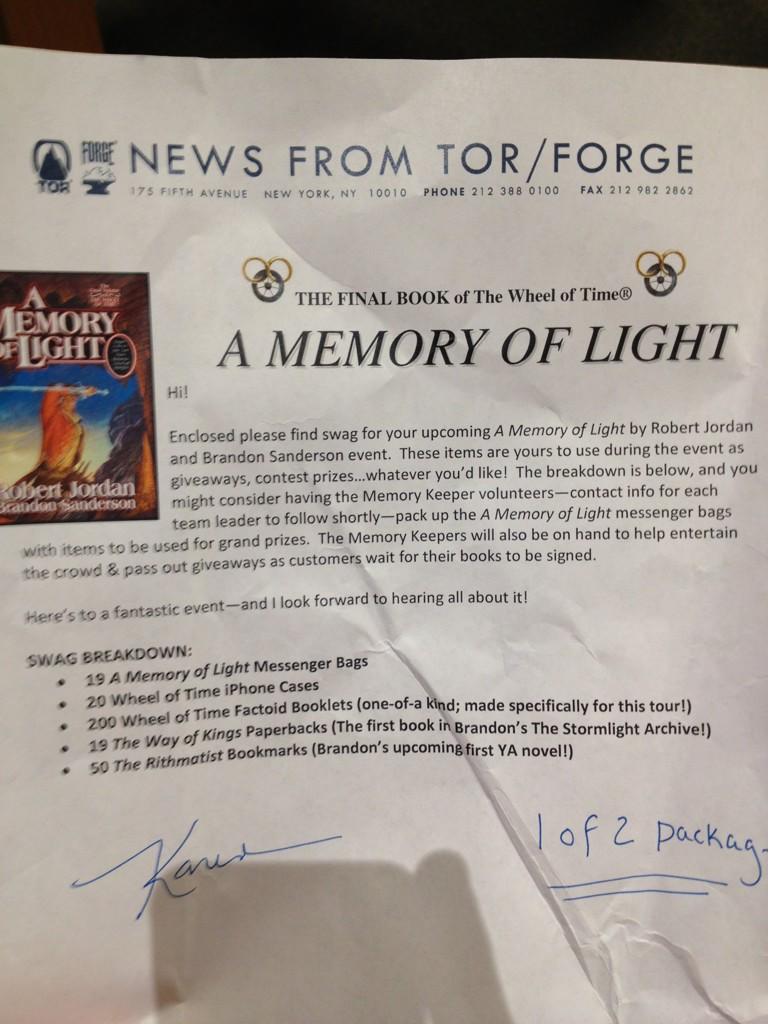 TOR FORGE NEWS FROM TOR/FORGE
175 FIFTH AVENUE NEW YORK, NY 10010 PHONE 212 388 0100 FAX 212 982 2862
THE FINAL BOOK of The Wheel of Time®
A MEMORY OF LIGHT
A
MEMORY
OF LIGHT
Robert Jordan
Brandon Sanderson
Hi!
Enclosed please find swag for your upcoming A Memory of Light by Robert Jordan
and Brandon Sanderson event. These items are yours to use during the event as
giveaways, contest prizes…whatever you'd like! The breakdown is below, and you
might consider having the Memory Keeper volunteers—contact info for each
team leader to follow shortly—pack up the A Memory of Light messenger bags
with items to be used for grand prizes. The Memory Keepers will also be on hand to help entertain
the crowd & pass out giveaways as customers wait for their books to be signed.
Here's to a fantastic event—and I look forward to hearing all about it!
SWAG BREAKDOWN:
• 19 A Memory of Light Messenger Bags
• 20 Wheel of Time iPhone Cases
• 200 Wheel of Time Factoid Booklets (one-of-a kind; made specifically for this tour!)
• 19 The Way of Kings Paperbacks (The first book in Brandon's The Stormlight Archive!)
• 50 The Rithmatist Bookmarks (Brandon's upcoming first YA novel!)
Karen
1 of 2 packag